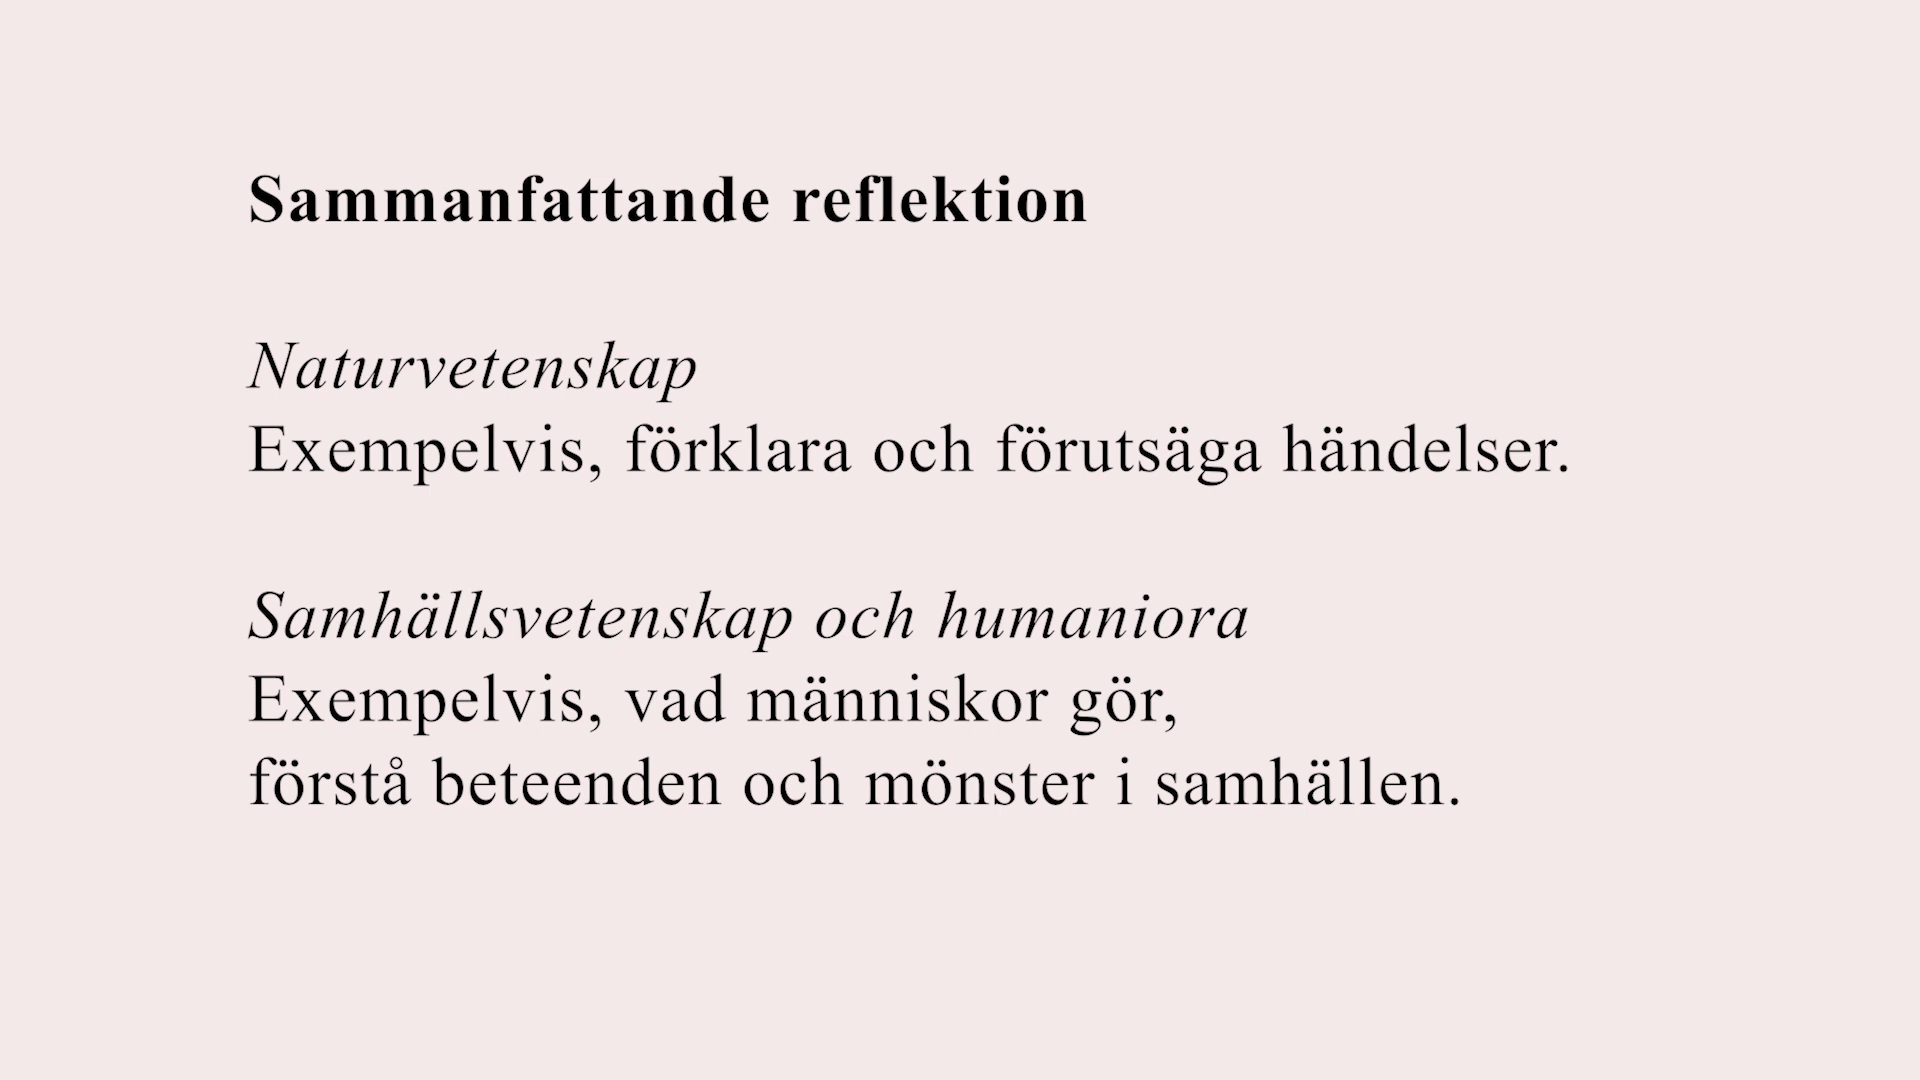 Sammanfattande reflektion
Naturvetenskap
Exempelvis, förklara och förutsäga händelser.
Samhällsvetenskap och humaniora
Exempelvis, vad människor gör,
förstå beteenden och mönster i samhällen.